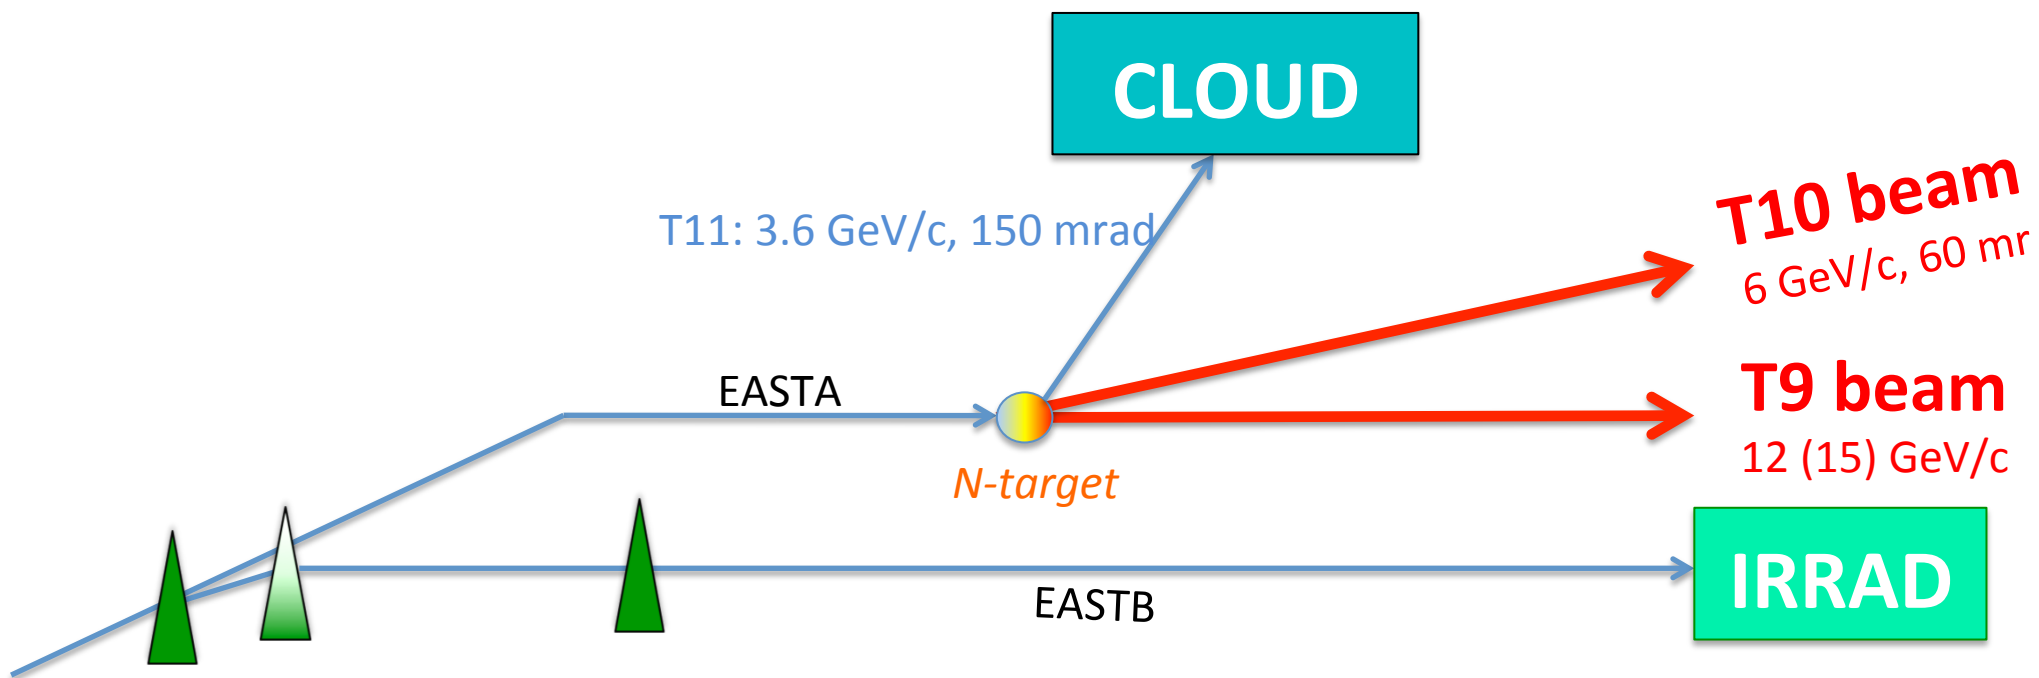 CLOUD
T11: 3.6 GeV/c, 150 mrad
T10 beam
6 GeV/c, 60 mr
EASTA
T9 beam
12 (15) GeV/c
N-target
IRRAD
EASTB